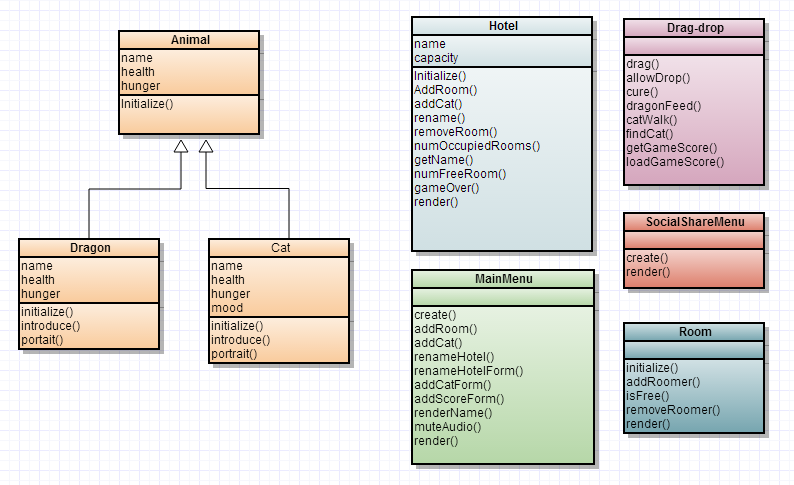 Animal
name
health
hunger
Initialize()
Dragon
name
health
hunger
initialize()
introduce()
portait()
Cat
name
health
hunger
mood
initialize()
introduce()
portrait()
Hotel
name
capacity
Initialize()
AddRoom()
addCat()
rename()
removeRoom()
numOccupiedRooms()
getName()
numFreeRoom()
gameOver()
render()
MainMenu
create()
addRoom()
addCat()
renameHotel()
renameHotelForm()
addCatForm()
addScoreForm()
renderName()
muteAudio()
render()
Drag-drop
drag()
allowDrop()
cure()
dragonFeed()
catWalk()
findCat()
getGameScore()
loadGameScore()
SocialShareMenu
create()
render()
Room
initialize()
addRoomer()
isFree()
removeRoomer()
render()